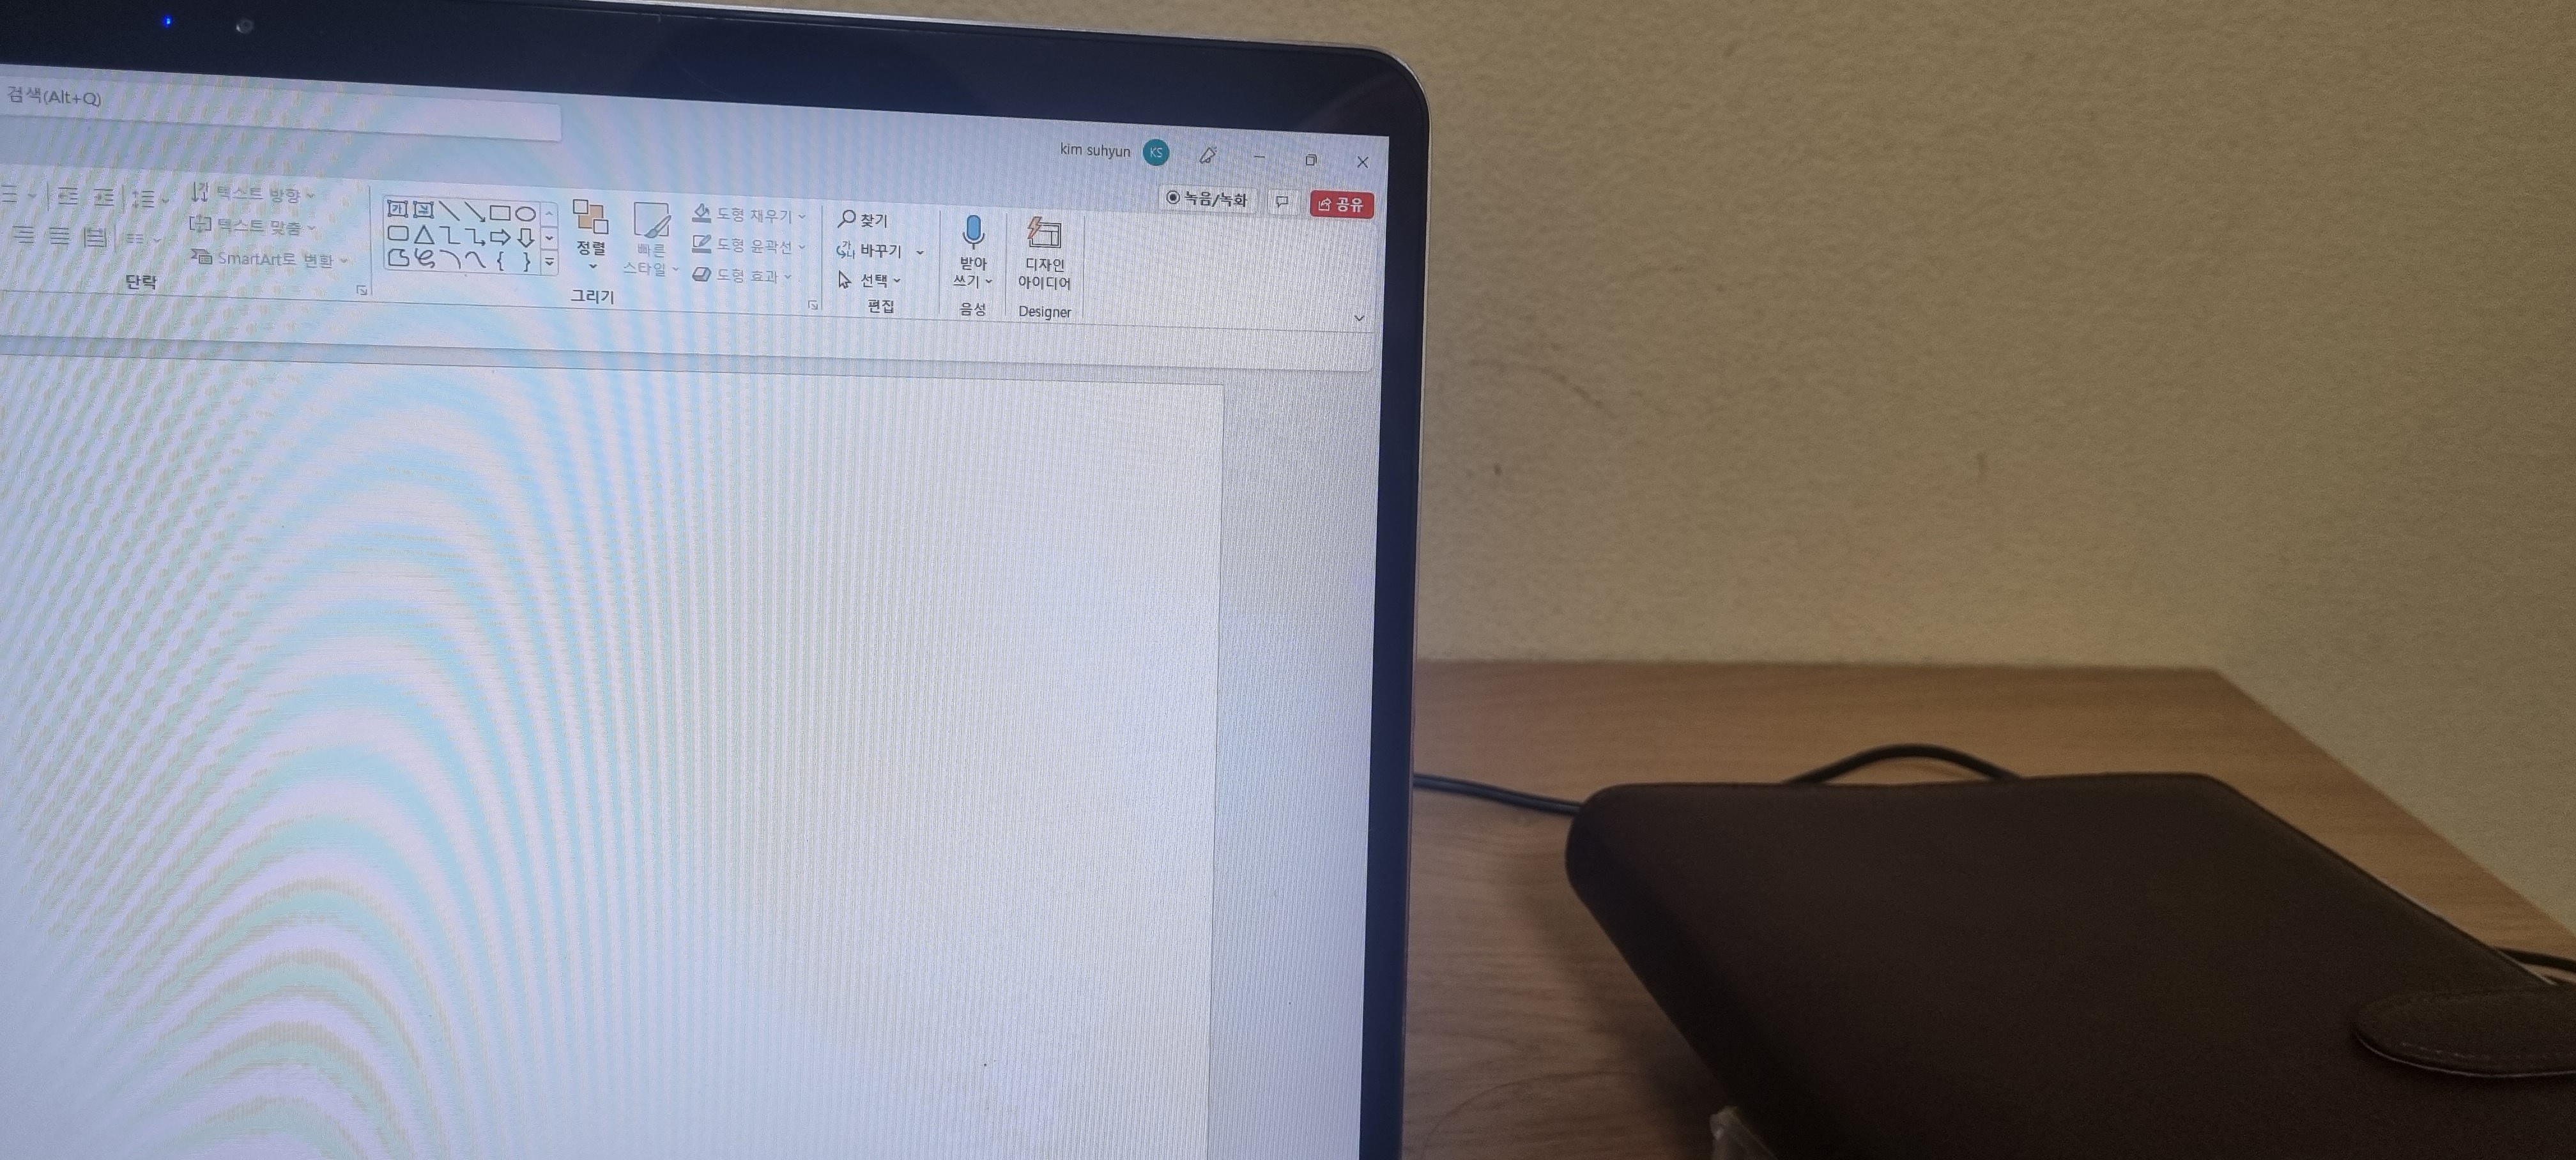 검색(Alt+Q)
kim suhyun KS
녹음/녹화 공유
텍스트 방향
텍스트 맞춤
SmartArt로 변환
단락
가
정렬
빠른
스타일
도형 채우기
도형 윤곽선
도형 효과
그리기
찾기
바꾸기
선택
편집
받아
쓰기
음성
디자인
아이디어
Designer